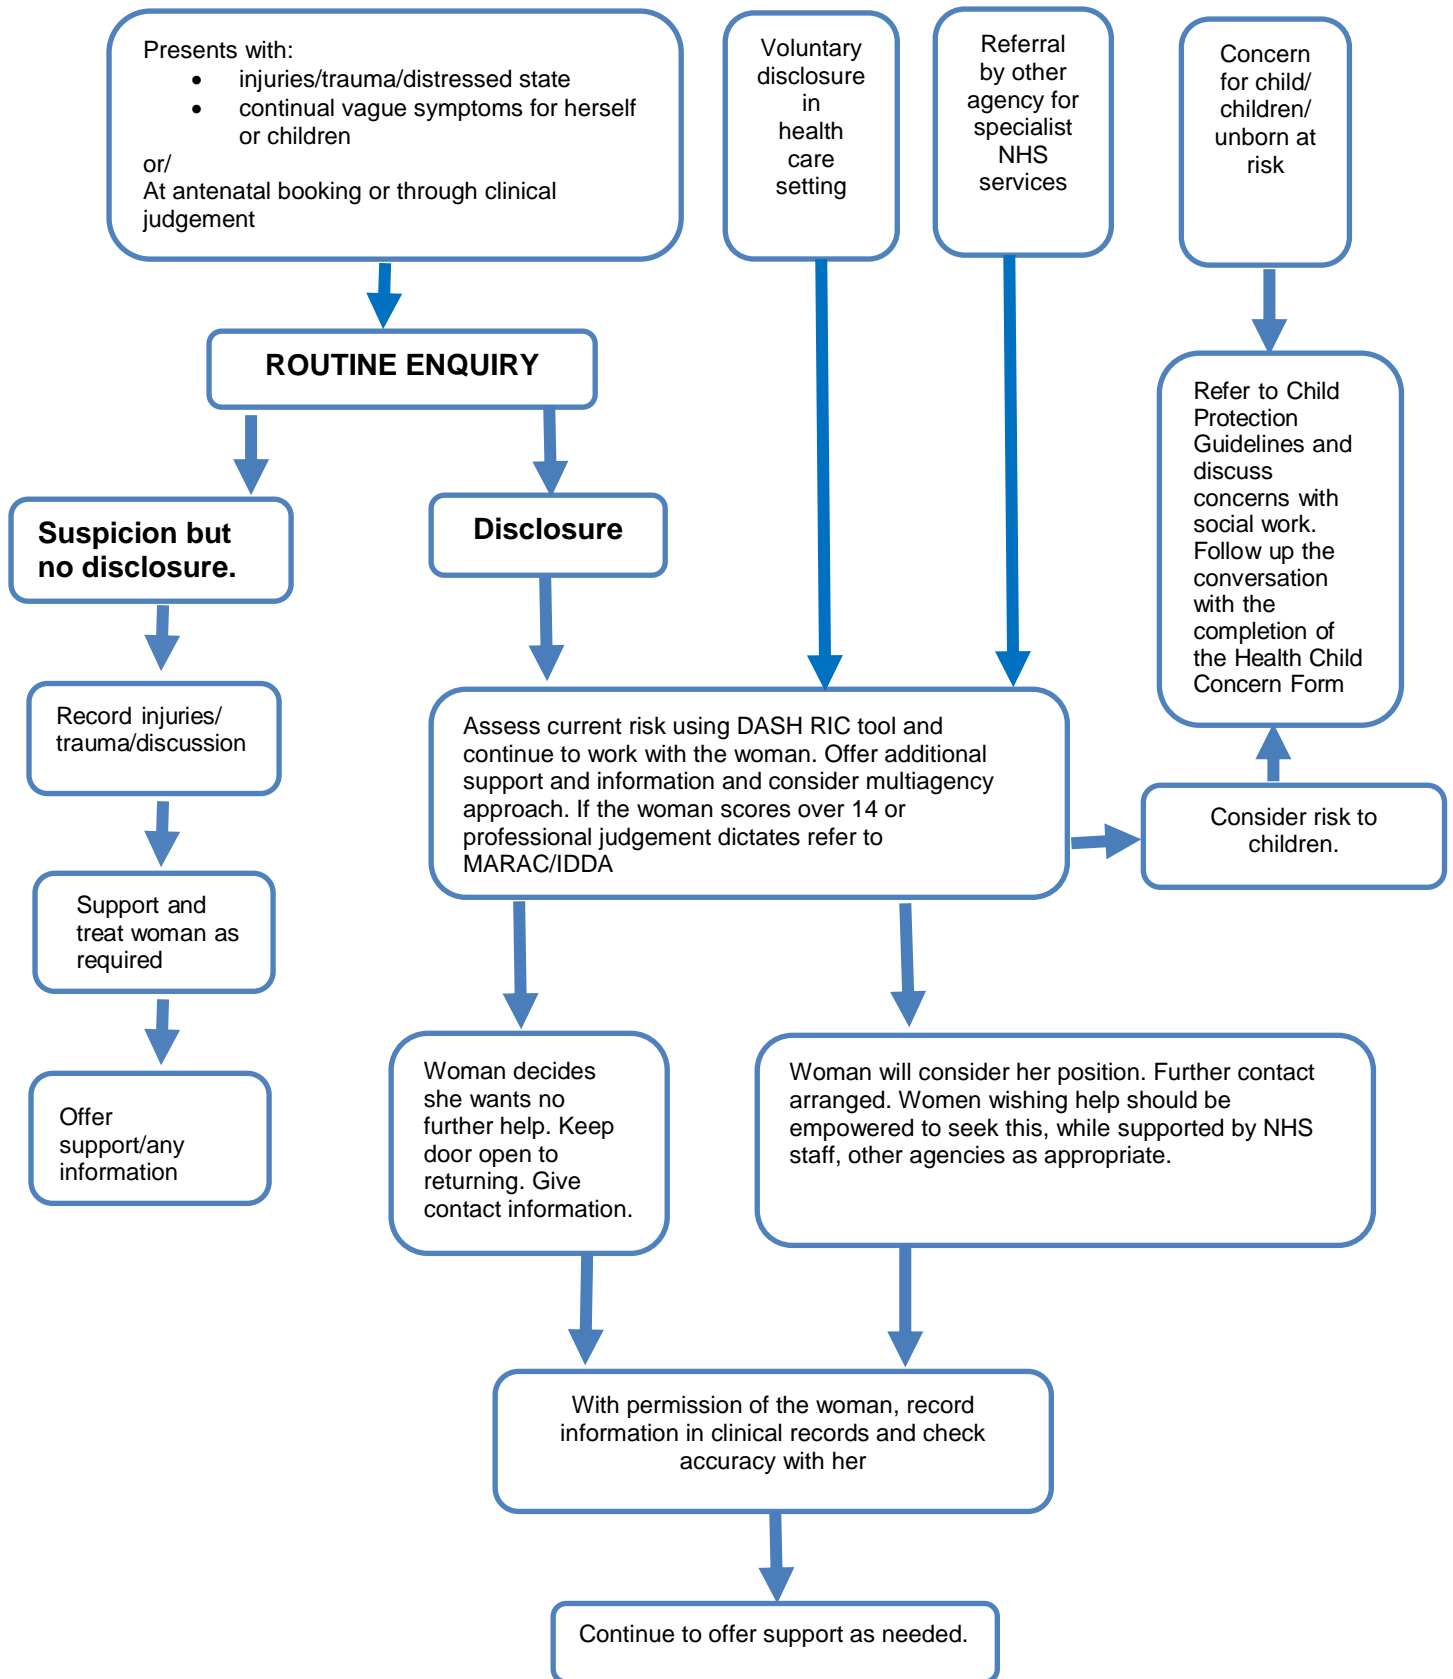 Presents with:
• injuries/trauma/distressed state
• continual vague symptoms for herself
or children
or/
At antenatal booking or through clinical
judgement
Voluntary
disclosure
in
health
care
setting
Referral
by other
agency for
specialist
NHS
services
Concern
for child/
children/
unborn at
risk
ROUTINE ENQUIRY
Refer to Child
Protection
Guidelines and
discuss
concerns with
social work.
Follow up the
conversation
with the
completion of
the Health Child
Concern Form
Suspicion but
no disclosure.
Disclosure
Record injuries/
trauma/discussion
Assess current risk using DASH RIC tool and
continue to work with the woman. Offer additional
support and information and consider multiagency
approach. If the woman scores over 14 or
professional judgement dictates refer to
MARAC/IDDA
Consider risk to
children.
Support and
treat woman as
required
Offer
support/any
information
Woman decides
she wants no
further help. Keep
door open to
returning. Give
contact information.
Woman will consider her position. Further contact
arranged. Women wishing help should be
empowered to seek this, while supported by NHS
staff, other agencies as appropriate.
With permission of the woman, record
information in clinical records and check
accuracy with her
Continue to offer support as needed.